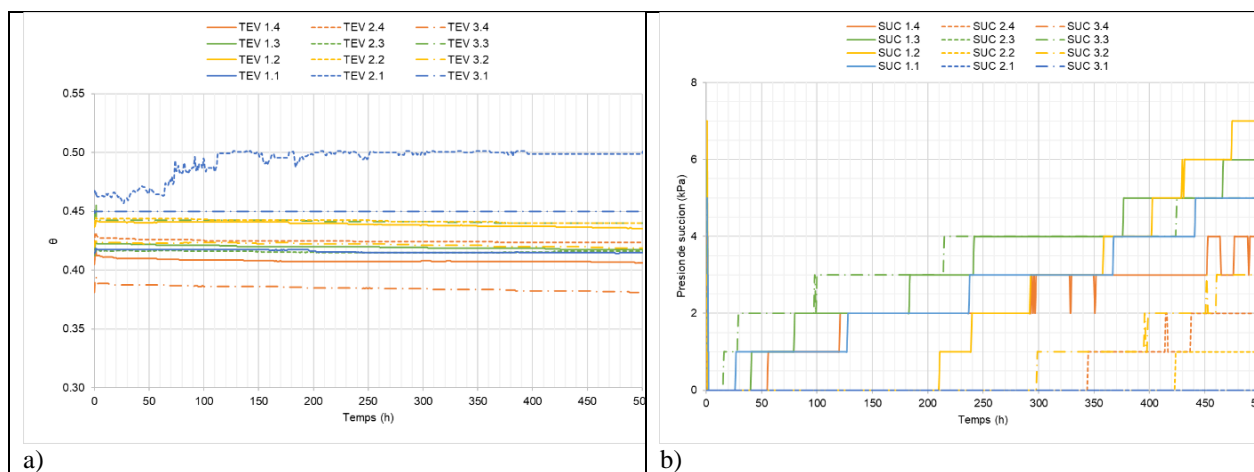 TEV 1.4 TEV 2.4 TEV 3.4
TEV 1.3 TEV 2.3 TEV 3.3
TEV 1.2 TEV 2.2 TEV 3.2
TEV 1.1 TEV 2.1 TEV 3.1
0.55
0.50
0.45
0.40
0.35
0.30
θ
0 50 100 150 200 250 300 350 400 450 500
Temps (h)
a)
SUC 1.4 SUC 2.4 SUC 3.4
SUC 1.3 SUC 2.3 SUC 3.3
SUC 1.2 SUC 2.2 SUC 3.2
SUC 1.1 SUC 2.1 SUC 3.1
8
6
4
2
0
Presion de succion (kPa)
0 50 100 150 200 250 300 350 400 450 500
Temps (h)
b)